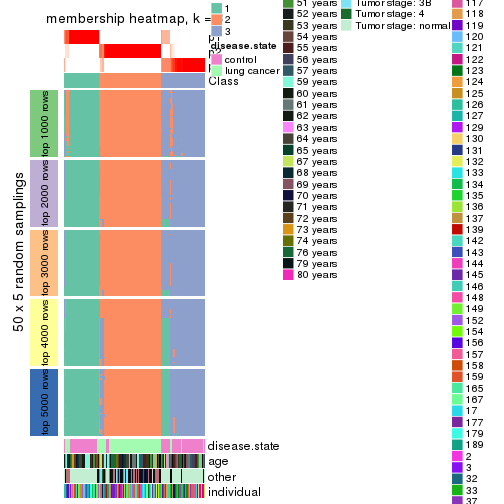 membership heatmap, k =
1
2
3
disease.state
control
lung cancer
Class
p2
50 x 5 random samplings
top 1000 rows
top 2000 rows
top 3000 rows
top 4000 rows
top 5000 rows
disease.state
age
other
individual
51 years
52 years
53 years
54 years
55 years
56 years
57 years
59 years
60 years
61 years
62 years
63 years
64 years
65 years
67 years
68 years
69 years
70 years
71 years
72 years
73 years
74 years
76 years
79 years
80 years
Tumor stage: 3B
Tumor stage: 4
Tumor stage: normal
117
118
119
120
121
122
123
124
125
126
127
129
130
131
132
133
134
135
136
137
139
142
143
144
145
146
148
149
152
154
156
157
158
159
165
167
17
177
179
189
2
3
32
33
37